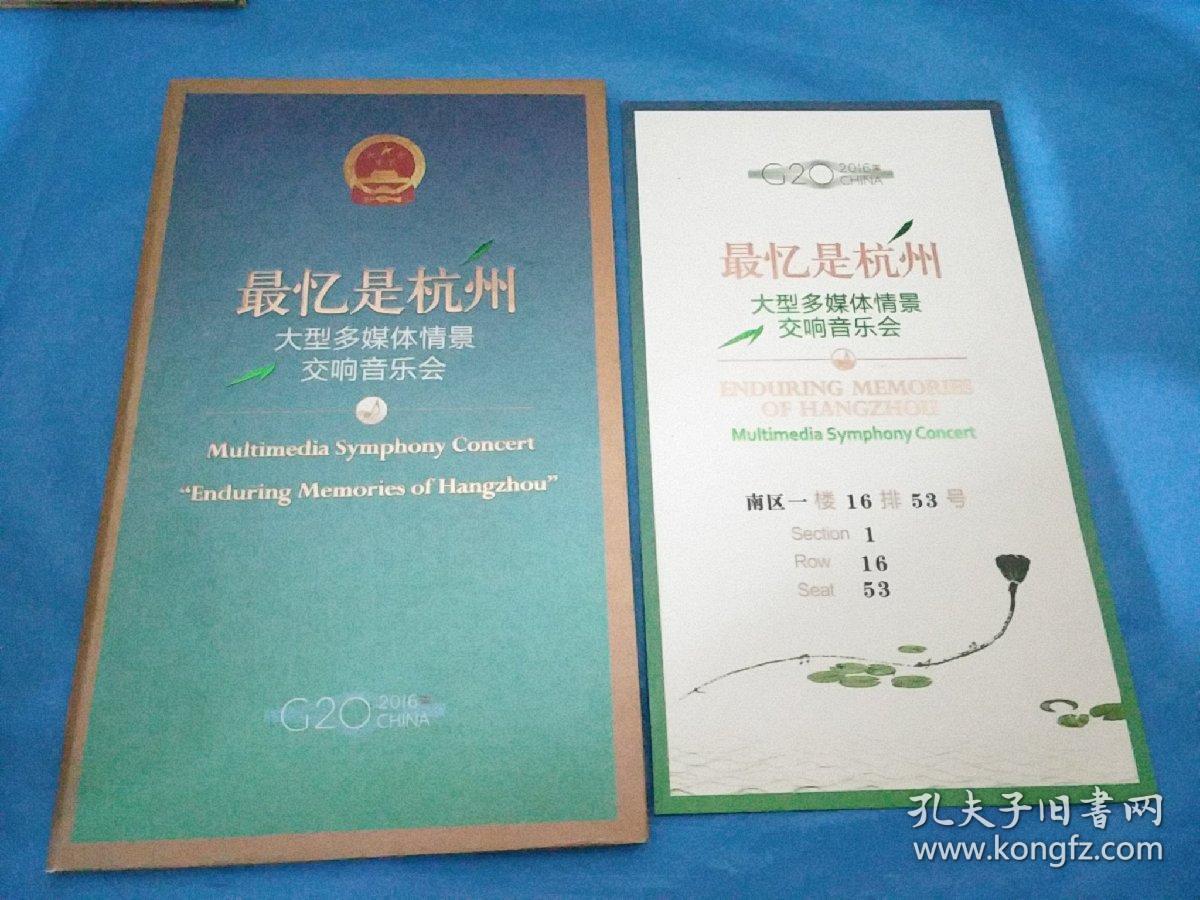 最忆是杭州
大型多媒体情景
交响音乐会
Multimedia Symphony Concert
“Enduring Memories of Hangzhou”
G20 2016
CHINA
G20 2016
CHINA
最忆是杭州
大型多媒体情景
交响音乐会
ENDURING MEMORIES
OF HANGZHOU
Multimedia Symphony Concert
南区一 楼 16 排 53 号
Section 1
Row 16
Seat 53
孔夫子旧書网
www.kongfz.com